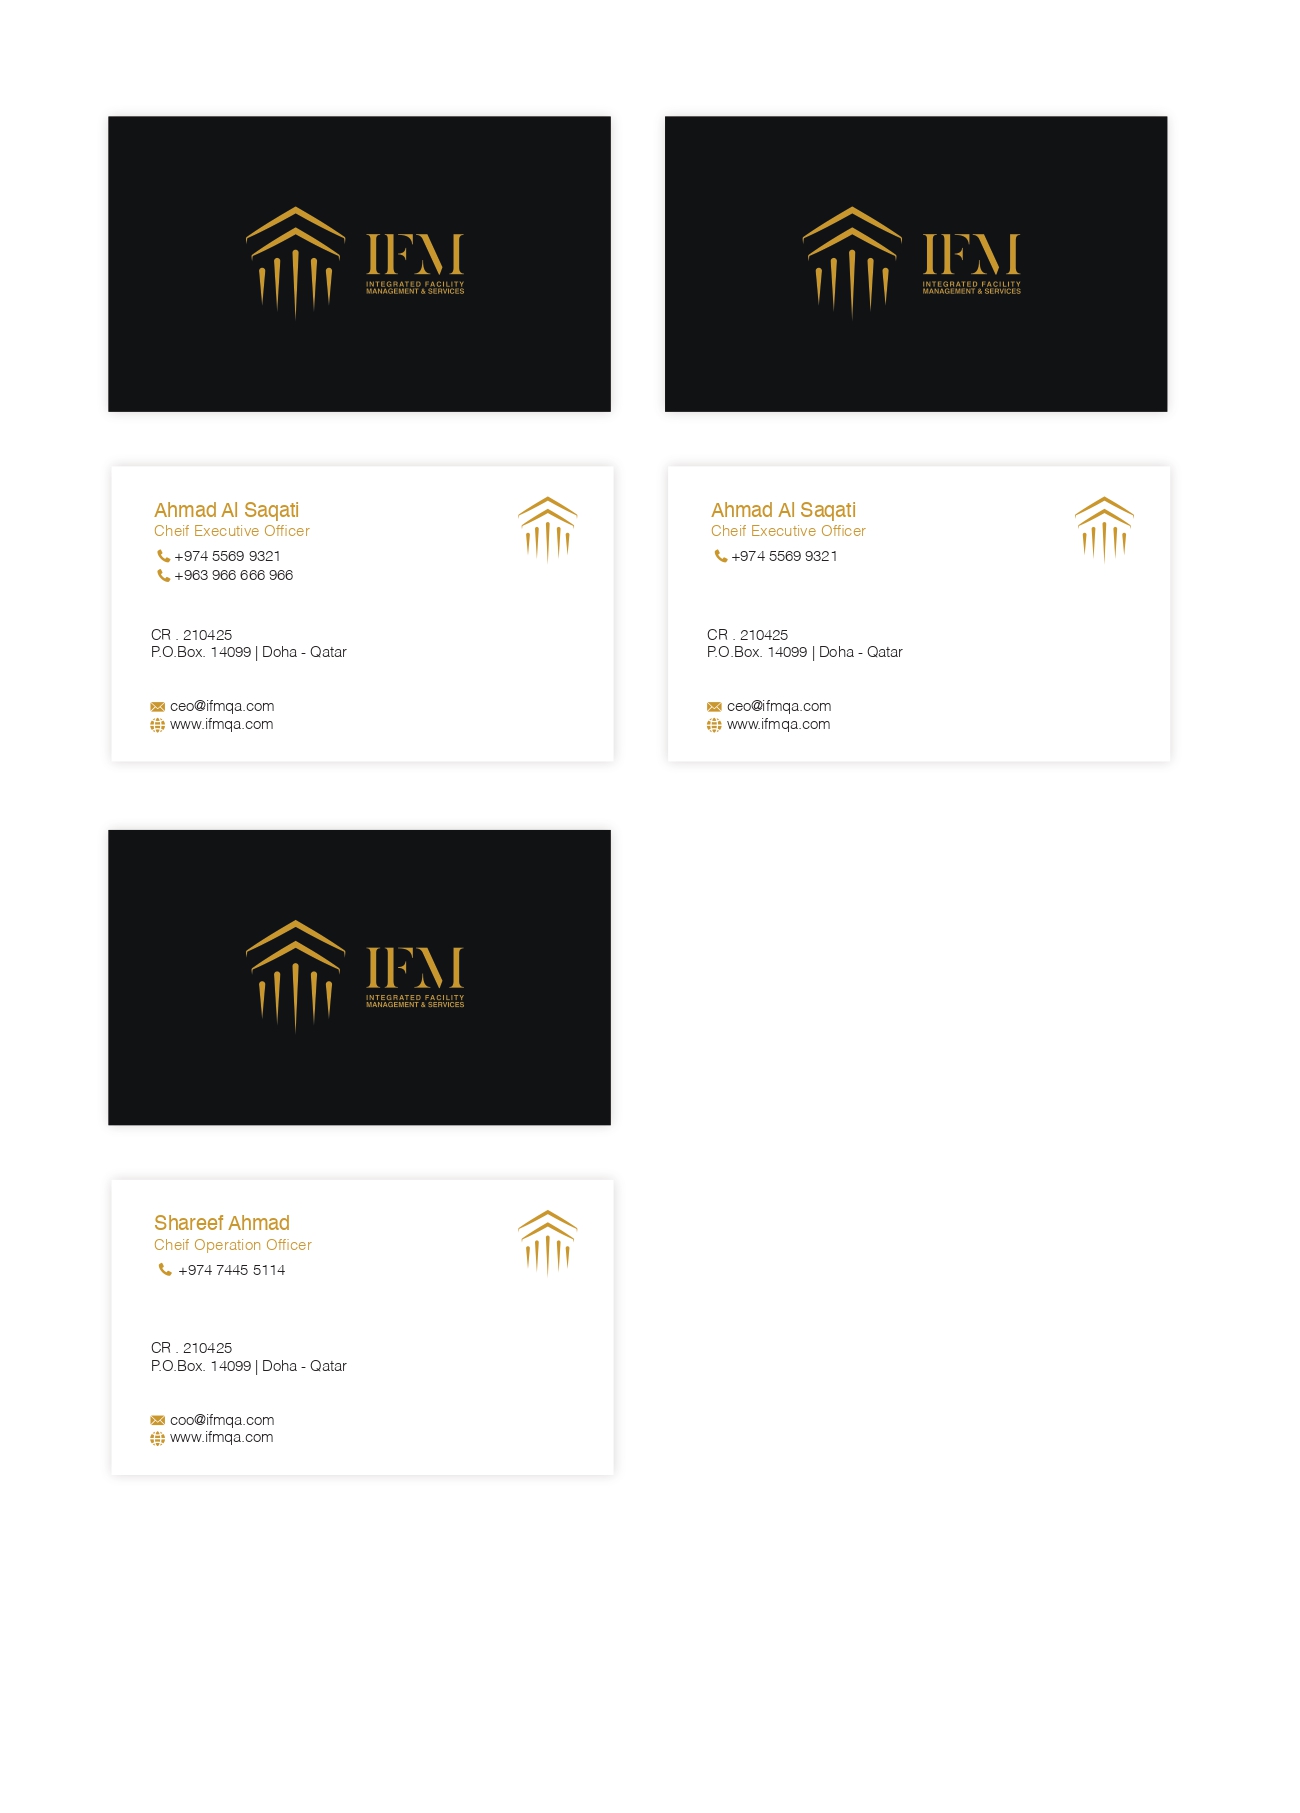 IFM
INTEGRATED FACILITY
MANAGEMENT & SERVICES
IFM
INTEGRATED FACILITY
MANAGEMENT & SERVICES
Ahmad Al Saqati
Cheif Executive Officer
+974 5569 9321
+963 966 666 966
CR . 210425
P.O.Box. 14099 | Doha - Qatar
ceo@ifmqa.com
www.ifmqa.com
Ahmad Al Saqati
Cheif Executive Officer
+974 5569 9321
CR . 210425
P.O.Box. 14099 | Doha - Qatar
ceo@ifmqa.com
www.ifmqa.com
IFM
INTEGRATED FACILITY
MANAGEMENT & SERVICES
Shareef Ahmad
Cheif Operation Officer
+974 7445 5114
CR . 210425
P.O.Box. 14099 | Doha - Qatar
coo@ifmqa.com
www.ifmqa.com